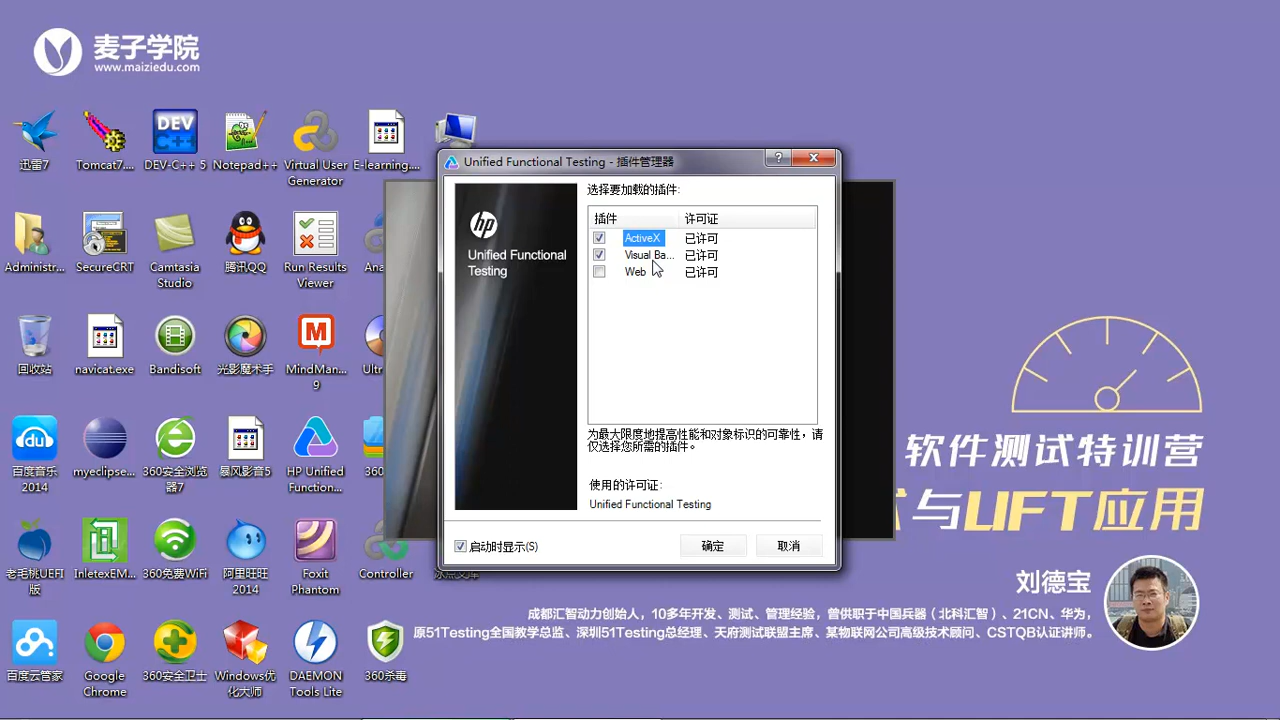 麦子学院
www.maiziedu.com
迅雷7
Tomcat7....
DEV-C++ 5
Notepad++
Virtual User
Generator
E-learning....
Administr...
SecureCRT
Camtasia
Studio
腾讯QQ
Run Results
Viewer
Ana
回收站
navicat.exe
Bandisoft
光影魔术手
MindMan...
9
Ultr
百度音乐
2014
myeclipse...
360安全浏览
器7
暴风影音5
HP Unified
Function...
360
老毛桃UEFI
版
InletexEM...
360免费WiFi
阿里旺旺
2014
Foxit
Phantom
Controller
百度云管家
Google
Chrome
360安全卫士
Windows优
化大师
DAEMON
Tools Lite
360杀毒
Unified Functional Testing - 插件管理器
hp
Unified Functional
Testing
选择要加载的插件:
插件 许可证
ActiveX 已许可
Visual Ba... 已许可
Web 已许可
为最大限度地提高性能和对象标识的可靠性，请
仅选择您所需的插件。
使用的许可证:
Unified Functional Testing
启动时显示(S)
确定
取消
软件测试特训营
与UFT应用
刘德宝
成都汇智动力创始人，10多年开发、测试、管理经验，曾供职于中国兵器（北科汇智）、21CN、华为，
原51Testing全国教学总监、深圳51Testing总经理、天府测试联盟主席、某物联网公司高级技术顾问、CSTQB认证讲师。